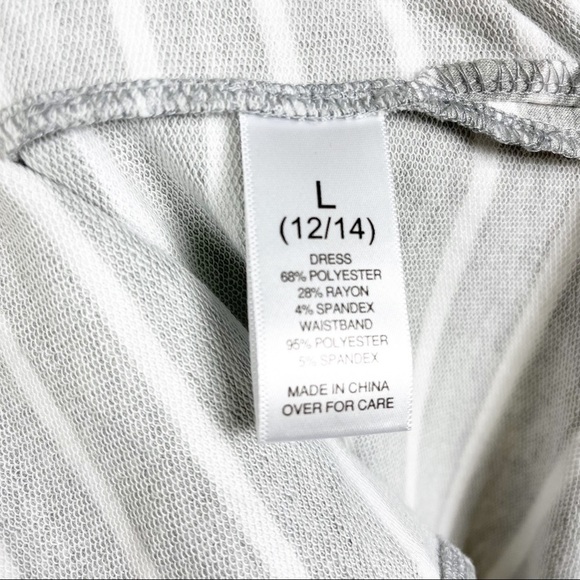 L
(12/14)
DRESS
68% POLYESTER
28% RAYON
4% SPANDEX
WAISTBAND
95% POLYESTER
5% SPANDEX
MADE IN CHINA
OVER FOR CARE